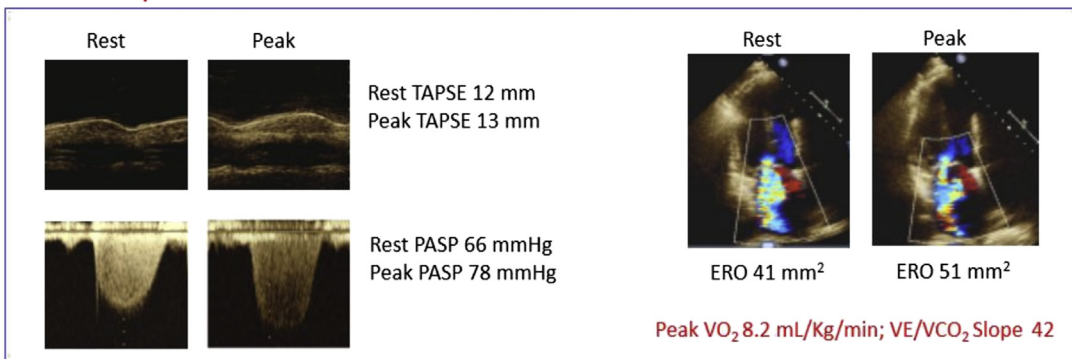 Rest
Peak
Rest TAPSE 12 mm
Peak TAPSE 13 mm
Rest PASP 66 mmHg
Peak PASP 78 mmHg
Rest
Peak
ERO 41 mm²
ERO 51 mm²
Peak VO₂ 8.2 mL/Kg/min; VE/VCO₂ Slope 42